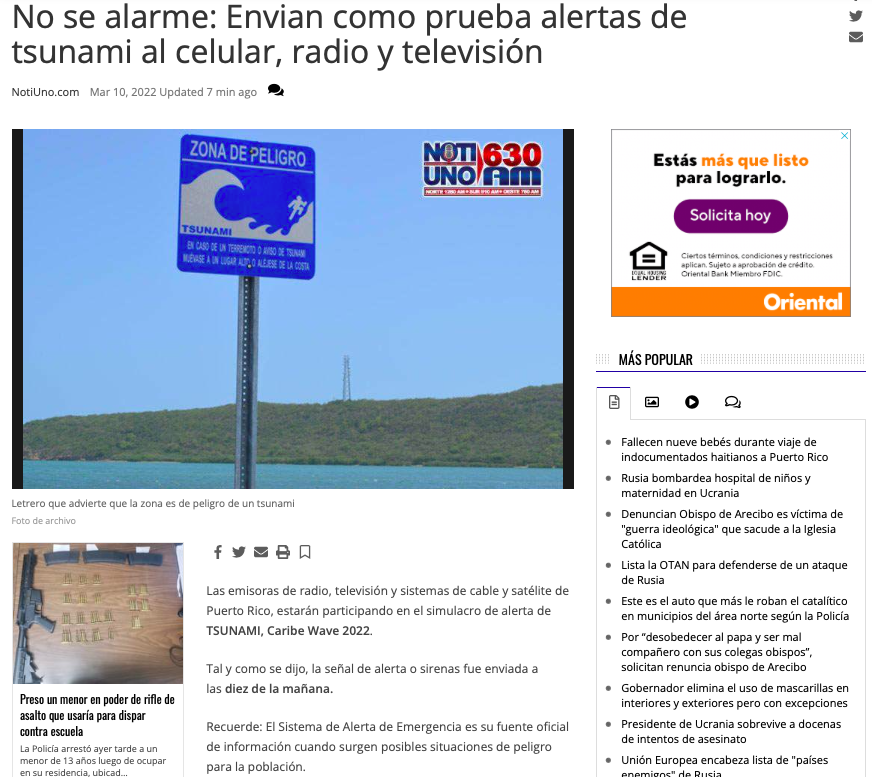 No se alarme: Envian como prueba alertas de
tsunami al celular, radio y televisión
NotiUno.com Mar 10, 2022 Updated 7 min ago
ZONA DE PELIGRO
TSUNAMI
EN CASO DE UN TERREMOTO O AVISO DE TSUNAMI
MUEVASE A UN LUGAR ALTO O ALEJESE DE LA COSTA
NOTI UNO 630 AM
NORTE 1280 AM • SUR 910 AM • OESTE 760 AM
Letrero que advierte que la zona es de peligro de un tsunami
Foto de archivo
Preso un menor en poder de rifle de
asalto que usaría para dispar
contra escuela
La Policía arrestó ayer tarde a un
menor de 13 años luego de ocupar
en su residencia, ubicad...
Las emisoras de radio, televisión y sistemas de cable y satélite de
Puerto Rico, estarán participando en el simulacro de alerta de
TSUNAMI, Caribe Wave 2022.
Tal y como se dijo, la señal de alerta o sirenas fue enviada a
las diez de la mañana.
Recuerde: El Sistema de Alerta de Emergencia es su fuente oficial
de información cuando surgen posibles situaciones de peligro
para la población.
Estás más que listo
para lograrlo.
Solicita hoy
EQUAL HOUSING
LENDER
Ciertos términos, condiciones y restricciones
aplican. Sujeto a aprobación de crédito.
Oriental Bank Miembro FDIC.
Oriental
MÁS POPULAR
Fallecen nueve bebés durante viaje de
indocumentados haitianos a Puerto Rico
Rusia bombardea hospital de niños y
maternidad en Ucrania
Denuncian Obispo de Arecibo es víctima de
"guerra ideológica" que sacude a la Iglesia
Católica
Lista la OTAN para defenderse de un ataque
de Rusia
Este es el auto que más le roban el catalítico
en municipios del área norte según la Policía
Por “desobedecer al papa y ser mal
compañero con sus colegas obispos”,
solicitan renuncia obispo de Arecibo
Gobernador elimina el uso de mascarillas en
interiores y exteriores pero con excepciones
Presidente de Ucrania sobrevive a docenas
de intentos de asesinato
Unión Europea encabeza lista de "países
enemigos" de Rusia